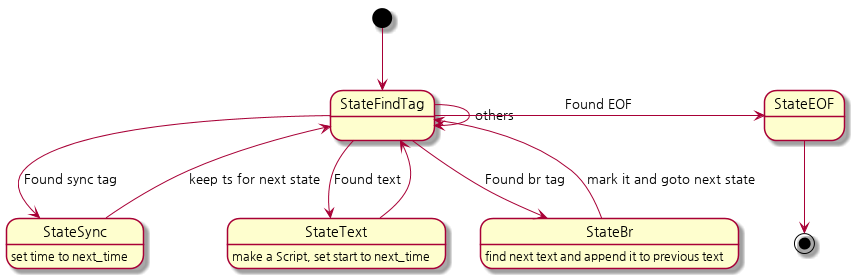 StateFindTag
StateEOF
Found EOF
others
Found sync tag
keep ts for next state
Found text
Found br tag
mark it and goto next state
StateSync
set time to next_time
StateText
make a Script, set start to next_time
StateBr
find next text and append it to previous text